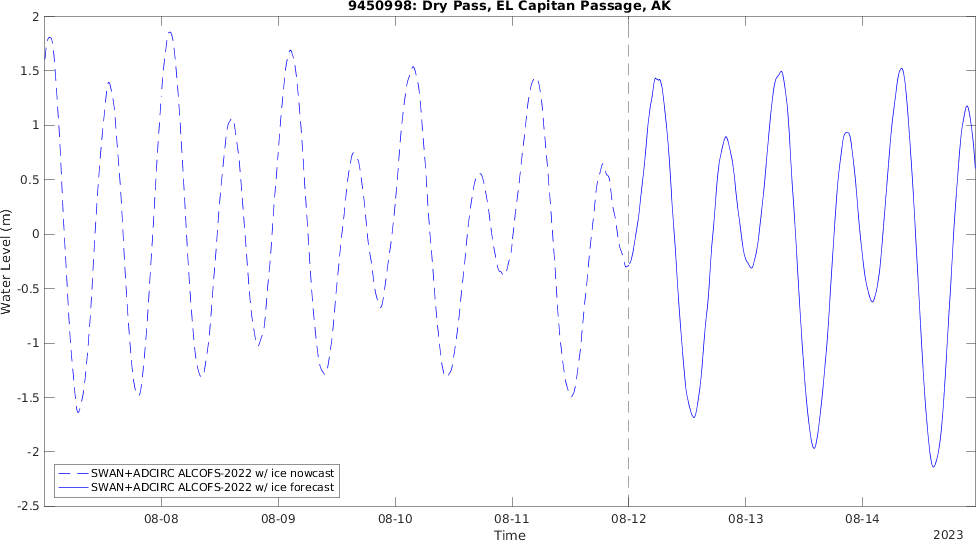 9450998: Dry Pass, EL Capitan Passage, AK
2
1.5
1
0.5
0
-0.5
-1
-1.5
-2
-2.5
Water Level (m)
SWAN+ADCIRC ALCOFS-2022 w/ ice nowcast
SWAN+ADCIRC ALCOFS-2022 w/ ice forecast
08-08 08-09 08-10 08-11 08-12 08-13 08-14
Time
2023